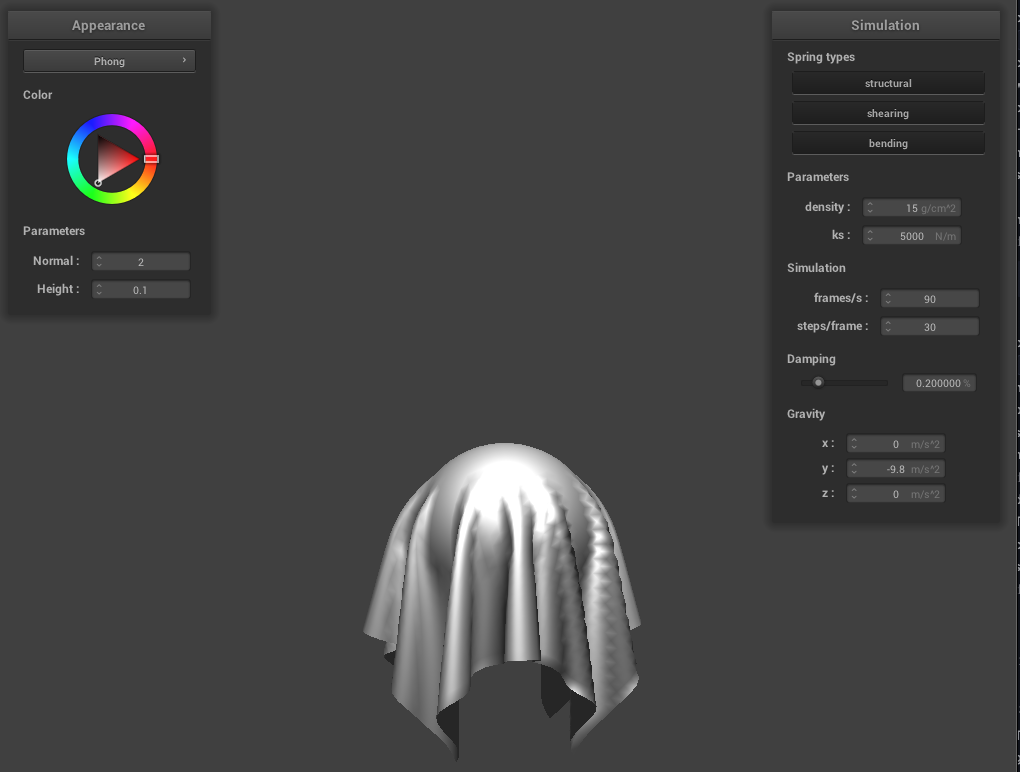 Appearance
Phong
Color
Parameters
Normal : 2
Height : 0.1
Simulation
Spring types
structural
shearing
bending
Parameters
density : 15 g/cm^2
ks : 5000 N/m
Simulation
frames/s : 90
steps/frame : 30
Damping
0.200000 %
Gravity
x : 0 m/s^2
y : -9.8 m/s^2
z : 0 m/s^2